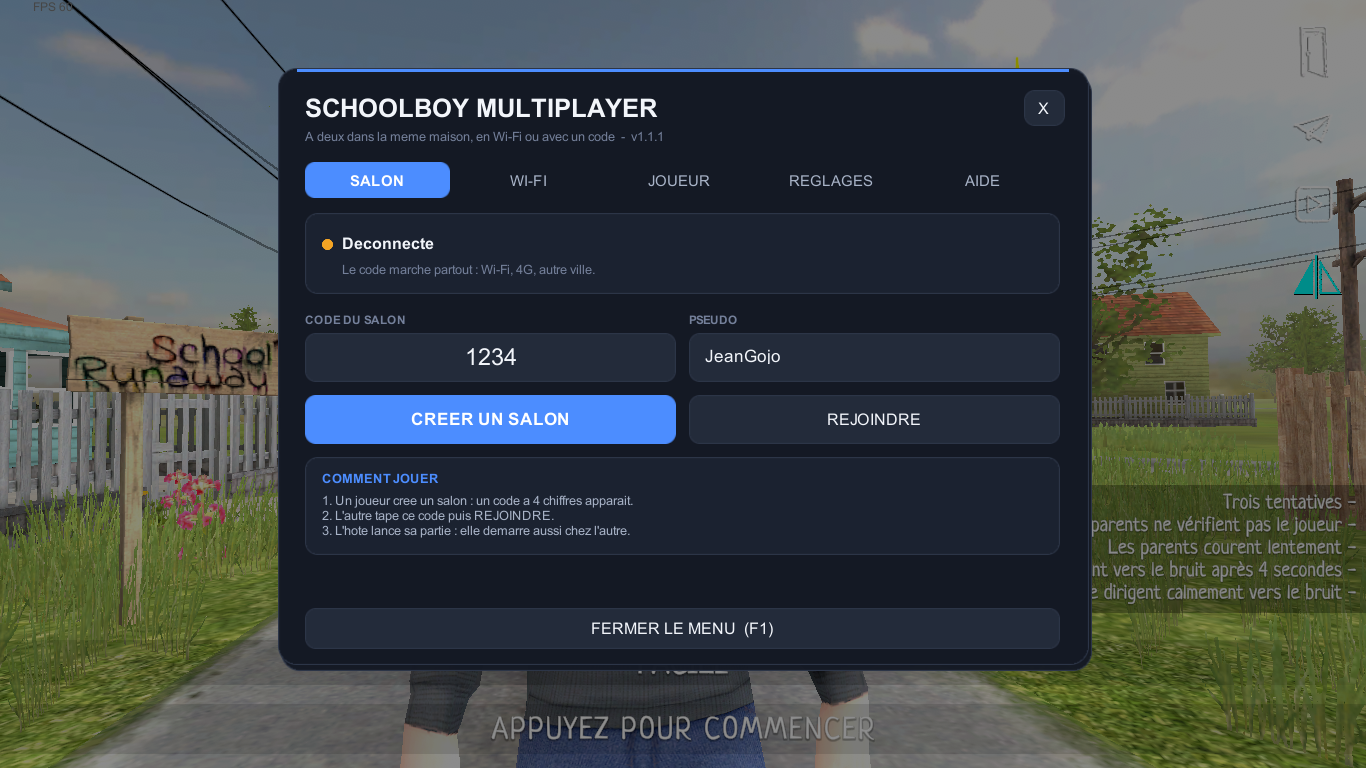 FPS 60
SCHOOLBOY MULTIPLAYER
X
A deux dans la meme maison, en Wi-Fi ou avec un code - v1.1.1
SALON
WI-FI
JOUEUR
REGLAGES
AIDE
Deconnecte
Le code marche partout : Wi-Fi, 4G, autre ville.
CODE DU SALON
PSEUDO
1234
JeanGojo
School
Runaway
CREER UN SALON
REJOINDRE
COMMENT JOUER
1. Un joueur cree un salon : un code a 4 chiffres apparait.
2. L'autre tape ce code puis REJOINDRE.
3. L'hote lance sa partie : elle demarre aussi chez l'autre.
Trois tentatives -
parents ne vérifient pas le joueur -
Les parents courent lentement -
vers le bruit après 4 secondes -
dirigent calmement vers le bruit -
FERMER LE MENU (F1)
APPUYEZ POUR COMMENCER